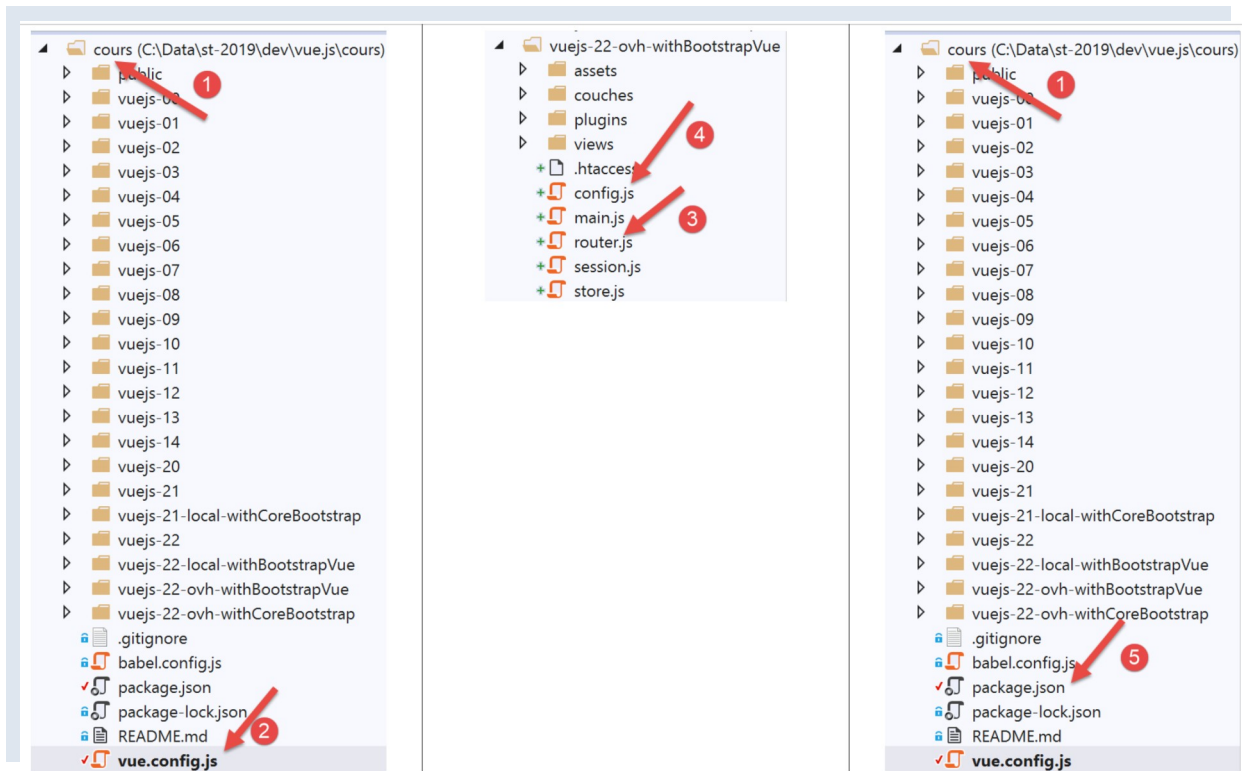 cours (C:\Data\st-2019\dev\vue.js\cours)
public
1
vuejs-00
vuejs-01
vuejs-02
vuejs-03
vuejs-04
vuejs-05
vuejs-06
vuejs-07
vuejs-08
vuejs-09
vuejs-10
vuejs-11
vuejs-12
vuejs-13
vuejs-14
vuejs-20
vuejs-21
vuejs-21-local-withCoreBootstrap
vuejs-22
vuejs-22-local-withBootstrapVue
vuejs-22-ovh-withBootstrapVue
vuejs-22-ovh-withCoreBootstrap
.gitignore
babel.config.js
package.json
package-lock.json
2
README.md
vue.config.js
vuejs-22-ovh-withBootstrapVue
assets
couches
plugins
4
views
.htaccess
config.js
main.js
3
router.js
session.js
store.js
cours (C:\Data\st-2019\dev\vue.js\cours)
public
1
vuejs-00
vuejs-01
vuejs-02
vuejs-03
vuejs-04
vuejs-05
vuejs-06
vuejs-07
vuejs-08
vuejs-09
vuejs-10
vuejs-11
vuejs-12
vuejs-13
vuejs-14
vuejs-20
vuejs-21
vuejs-21-local-withCoreBootstrap
vuejs-22
vuejs-22-local-withBootstrapVue
vuejs-22-ovh-withBootstrapVue
vuejs-22-ovh-withCoreBootstrap
.gitignore
babel.config.js
5
package.json
package-lock.json
README.md
vue.config.js